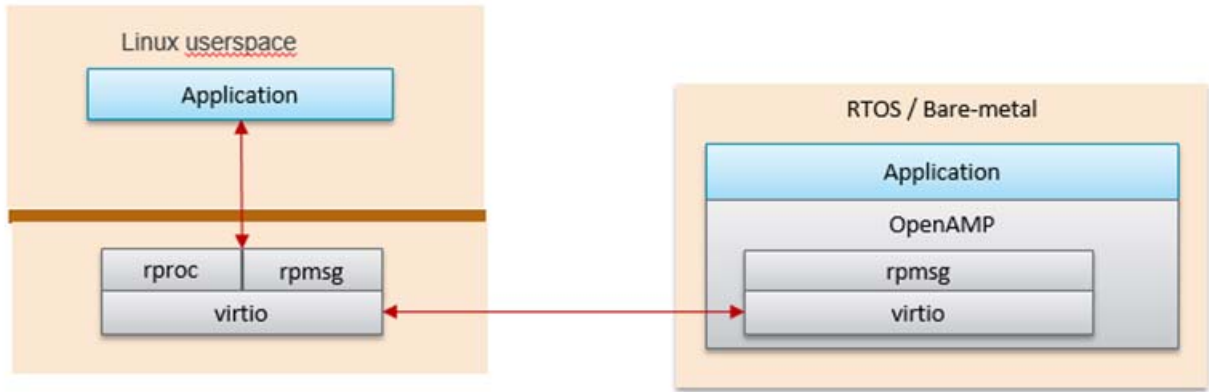 Linux userspace
Application
rproc
rpmsg
virtio
RTOS / Bare-metal
Application
OpenAMP
rpmsg
virtio